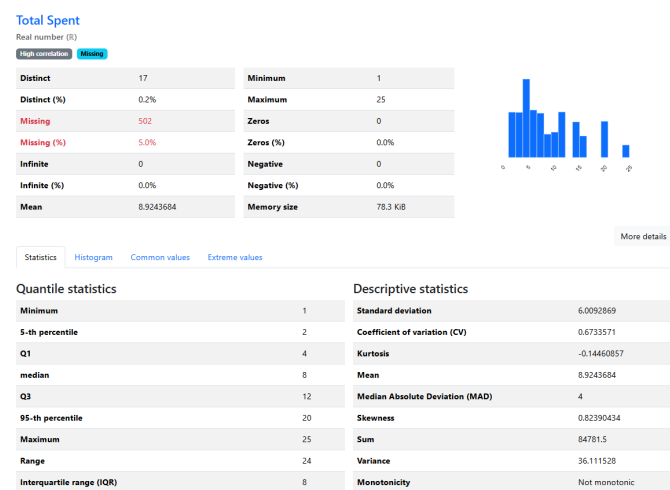 Total Spent
Real number (R)
High correlation Missing
Distinct 17 Minimum 1
Distinct (%) 0.2% Maximum 25
Missing 502 Zeros 0
Missing (%) 5.0% Zeros (%) 0.0%
Infinite 0 Negative 0
Infinite (%) 0.0% Negative (%) 0.0%
Mean 8.9243684 Memory size 78.3 KiB
0 5 10 15 20 25
More details
Statistics Histogram Common values Extreme values
Quantile statistics Descriptive statistics
Minimum 1 Standard deviation 6.0092869
5-th percentile 2 Coefficient of variation (CV) 0.6733571
Q1 4 Kurtosis -0.14460857
median 8 Mean 8.9243684
Q3 12 Median Absolute Deviation (MAD) 4
95-th percentile 20 Skewness 0.82390434
Maximum 25 Sum 84781.5
Range 24 Variance 36.111528
Interquartile range (IQR) 8 Monotonicity Not monotonic